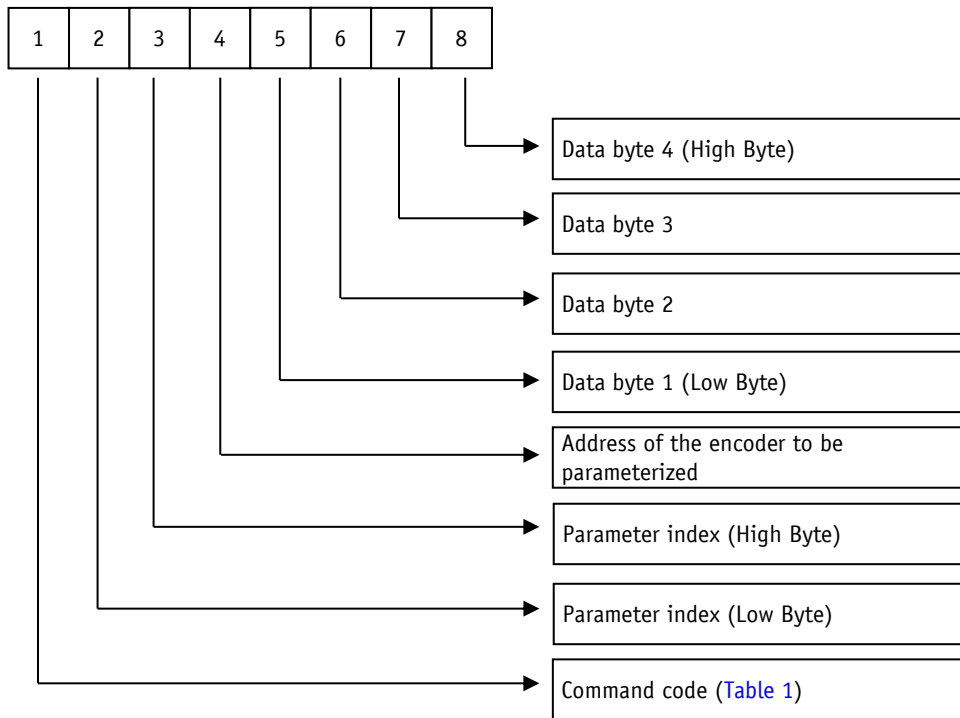 1 2 3 4 5 6 7 8
Data byte 4 (High Byte)
Data byte 3
Data byte 2
Data byte 1 (Low Byte)
Address of the encoder to be
parameterized
Parameter index (High Byte)
Parameter index (Low Byte)
Command code (Table 1)